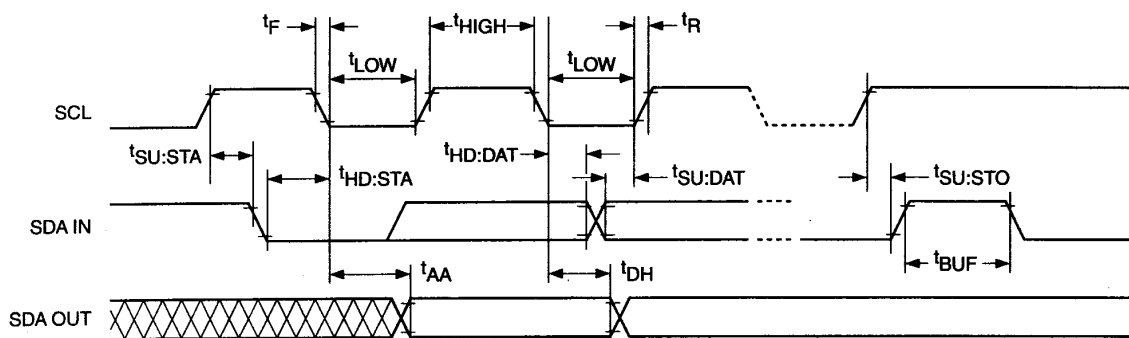 tF
tHIGH
tR
tLOW
tLOW
SCL
tSU:STA
tHD:STA
tHD:DAT
tSU:DAT
tSU:STO
SDA IN
tBUF
tAA
tDH
SDA OUT